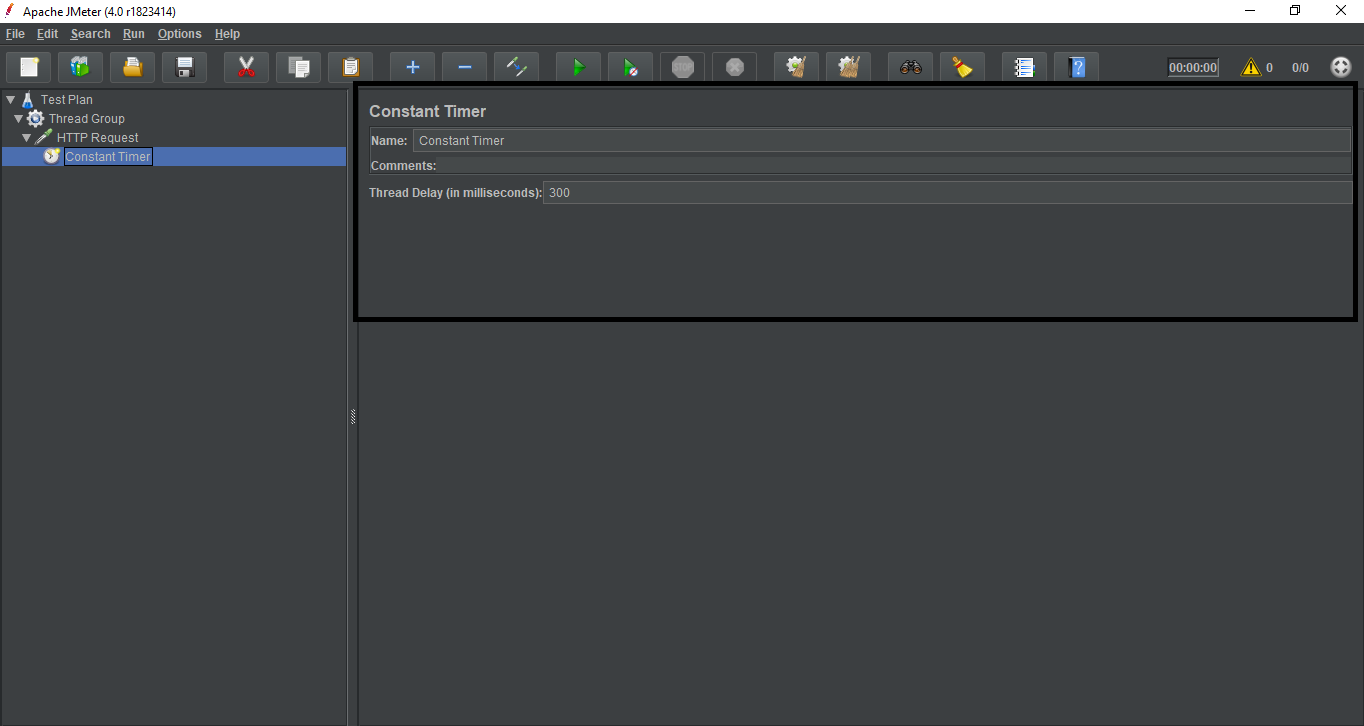 Apache JMeter (4.0 r1823414)
File Edit Search Run Options Help
STOP ? 00:00:00 ! 0 0/0
Test Plan
Thread Group
HTTP Request
Constant Timer
Constant Timer
Name: Constant Timer
Comments:
Thread Delay (in milliseconds): 300